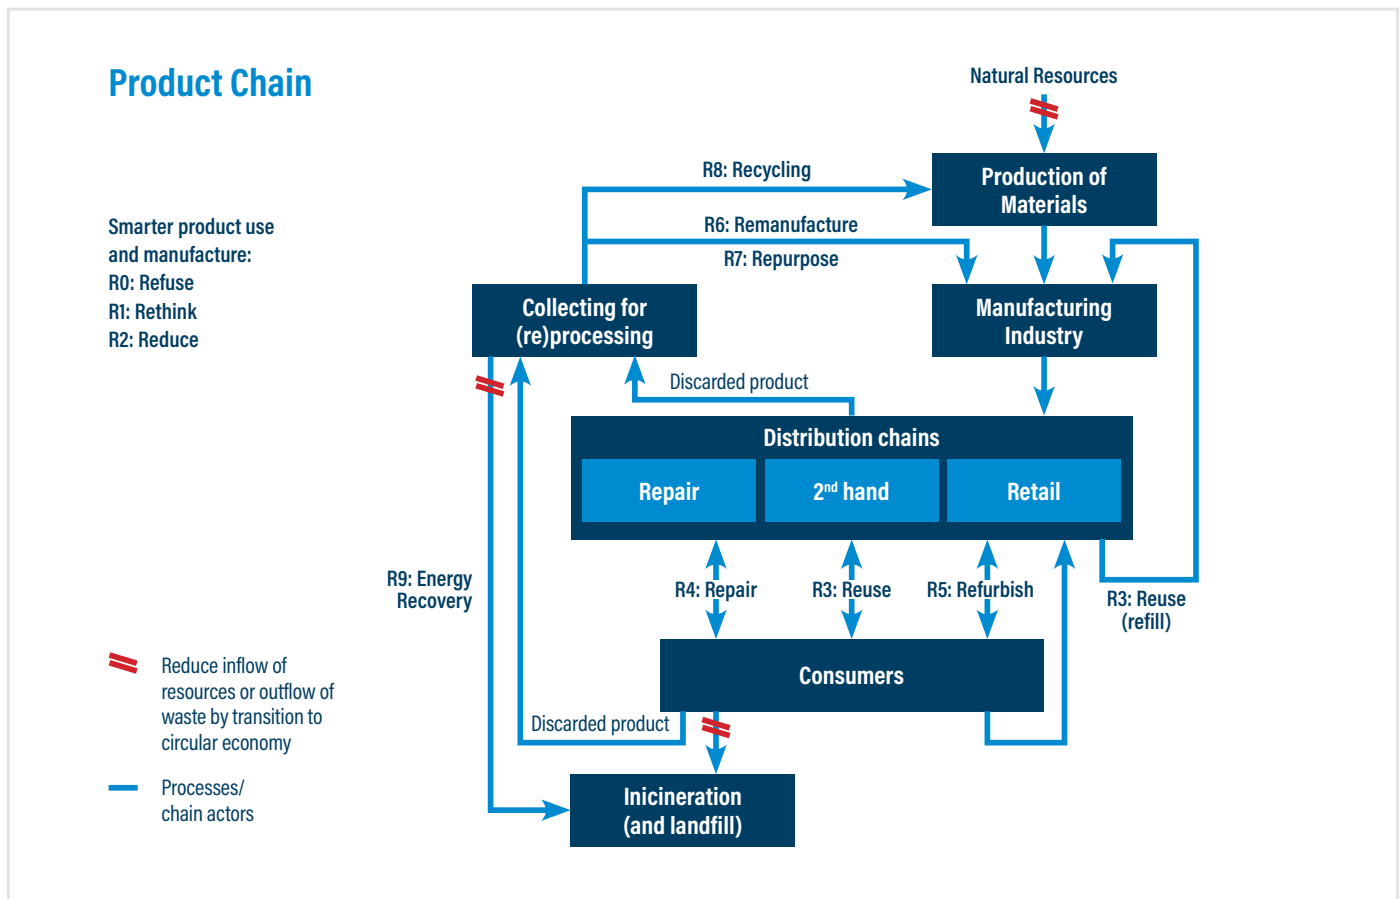 Product Chain
Natural Resources
R8: Recycling
Production of
Materials
Smarter product use
and manufacture:
R0: Refuse
R1: Rethink
R2: Reduce
R6: Remanufacture
R7: Repurpose
Collecting for
(re)processing
Manufacturing
Industry
Discarded product
Distribution chains
Repair
2nd hand
Retail
R9: Energy
Recovery
R4: Repair
R3: Reuse
R5: Refurbish
R3: Reuse
(refill)
Consumers
Discarded product
Inicineration
(and landfill)
Reduce inflow of
resources or outflow of
waste by transition to
circular economy
Processes/
chain actors